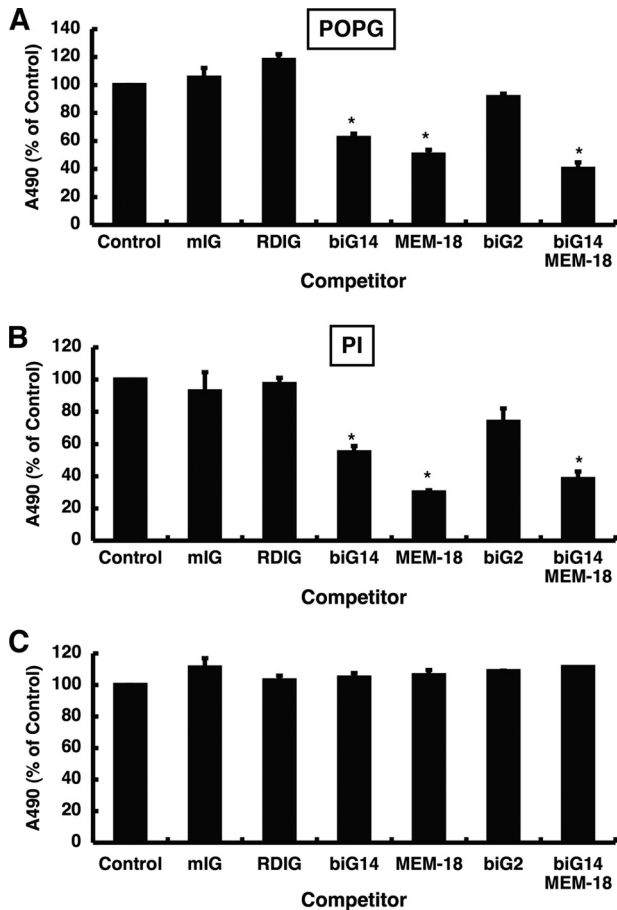 A
POPG
A490 (% of Control)
140
120
100
80
60
40
20
0
*
*
*
Control mIG RDIG biG14 MEM-18 biG2 biG14
MEM-18
Competitor
B
PI
A490 (% of Control)
120
100
80
60
40
20
0
*
*
*
Control mIG RDIG biG14 MEM-18 biG2 biG14
MEM-18
Competitor
C
A490 (% of Control)
120
100
80
60
40
20
0
Control mIG RDIG biG14 MEM-18 biG2 biG14
MEM-18
Competitor